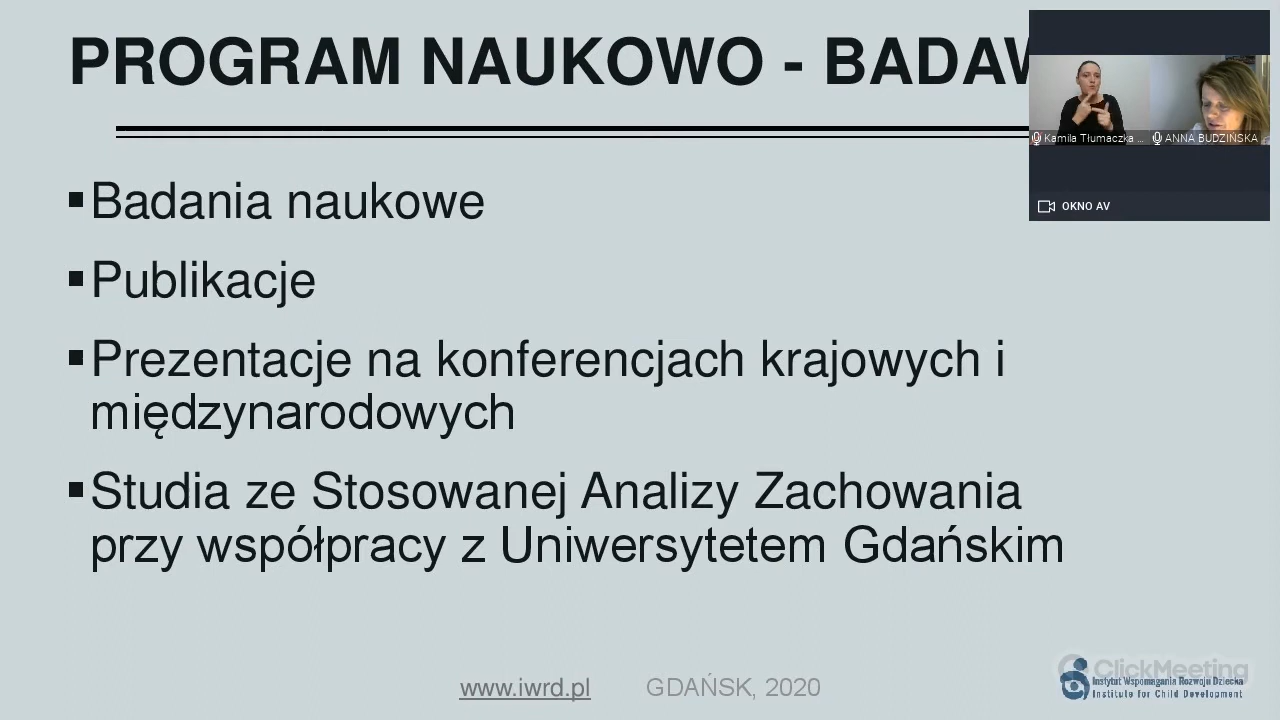 PROGRAM NAUKOWO - BADAW
Kamila Tłumaczka ...
ANNA BUDZIŃSKA
OKNO AV
▪Badania naukowe
▪Publikacje
▪Prezentacje na konferencjach krajowych i
międzynarodowych
▪Studia ze Stosowanej Analizy Zachowania
przy współpracy z Uniwersytetem Gdańskim
www.iwrd.pl
GDAŃSK, 2020
ClickMeeting
Instytut Wspomagania Rozwoju Dziecka
Institute for Child Development